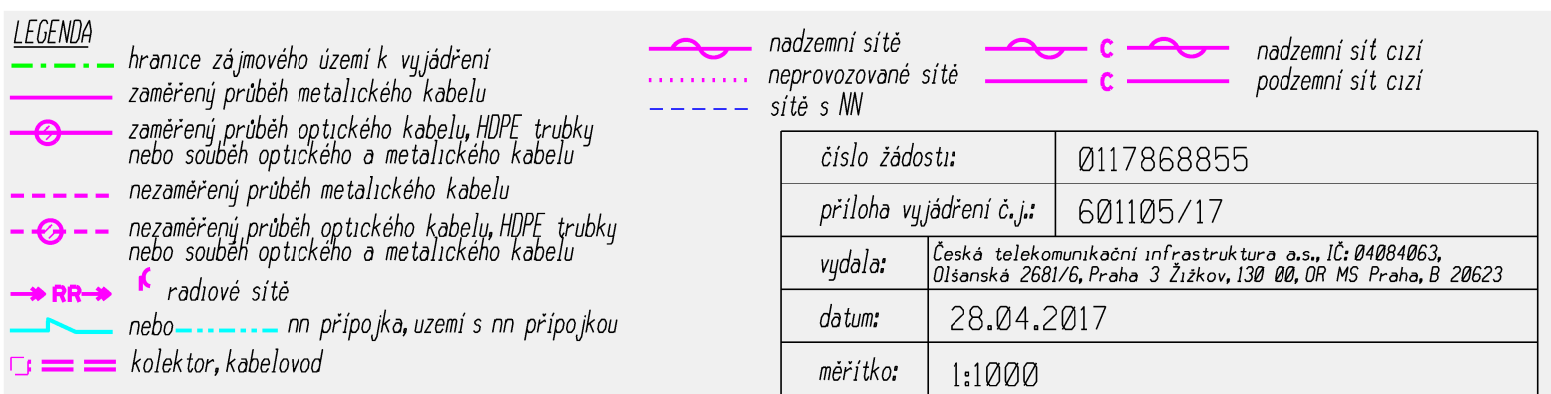 LEGENDA
hranice zájmového území k vyjádření
zaměřený průběh metalického kabelu
zaměřený průběh optického kabelu, HDPE trubky
nebo souběh optického a metalického kabelu
nezaměřený průběh metalického kabelu
nezaměřený průběh optického kabelu, HDPE trubky
nebo souběh optického a metalického kabelu
RR radiové sítě
nebo nn přípojka, uzemí s nn přípojkou
kolektor, kabelovod
nadzemní sítě
neprovozované sítě
sítě s NN
C nadzemní sít cizí
C podzemní sít cizí
číslo žádosti: 0117868855
příloha vyjádření č.j.: 601105/17
vydala: Česká telekomunikační infrastruktura a.s., IČ: 04084063,
Olšanská 2681/6, Praha 3 Žižkov, 130 00, OR MS Praha, B 20623
datum: 28.04.2017
měřítko: 1:1000